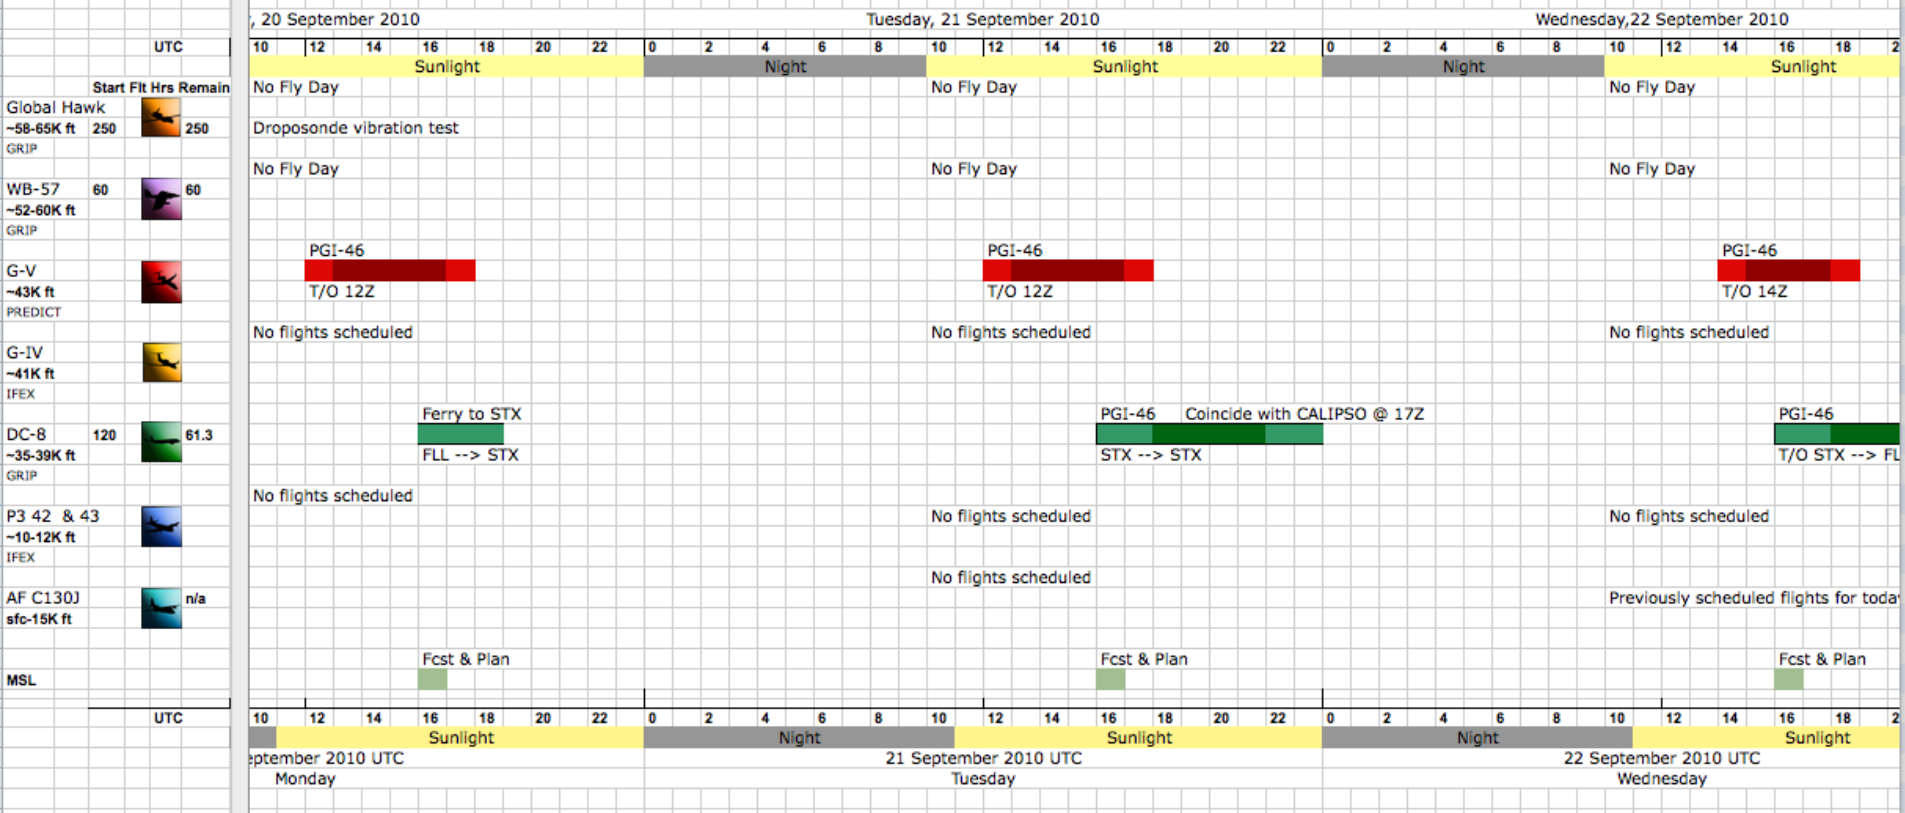 , 20 September 2010 Tuesday, 21 September 2010 Wednesday,22 September 2010
UTC 10 12 14 16 18 20 22 0 2 4 6 8 10 12 14 16 18 20 22 0 2 4 6 8 10 12 14 16 18 2
Sunlight Night Sunlight Night Sunlight
Start Flt Hrs Remain No Fly Day No Fly Day No Fly Day
Global Hawk
~58-65K ft 250 250 Droposonde vibration test
GRIP
No Fly Day No Fly Day No Fly Day
WB-57 60 60
~52-60K ft
GRIP
PGI-46 PGI-46 PGI-46
G-V
~43K ft T/O 12Z T/O 12Z T/O 14Z
PREDICT
No flights scheduled No flights scheduled No flights scheduled
G-IV
~41K ft
IFEX
Ferry to STX PGI-46 Coincide with CALIPSO @ 17Z PGI-46
DC-8 120 61.3
~35-39K ft FLL --> STX STX --> STX T/O STX --> FL
GRIP
No flights scheduled
P3 42 & 43 No flights scheduled No flights scheduled
~10-12K ft
IFEX
No flights scheduled
AF C130J n/a Previously scheduled flights for toda
sfc-15K ft
Fcst & Plan Fcst & Plan Fcst & Plan
MSL
UTC 10 12 14 16 18 20 22 0 2 4 6 8 10 12 14 16 18 20 22 0 2 4 6 8 10 12 14 16 18 2
Sunlight Night Sunlight Night Sunlight
eptember 2010 UTC 21 September 2010 UTC 22 September 2010 UTC
Monday Tuesday Wednesday